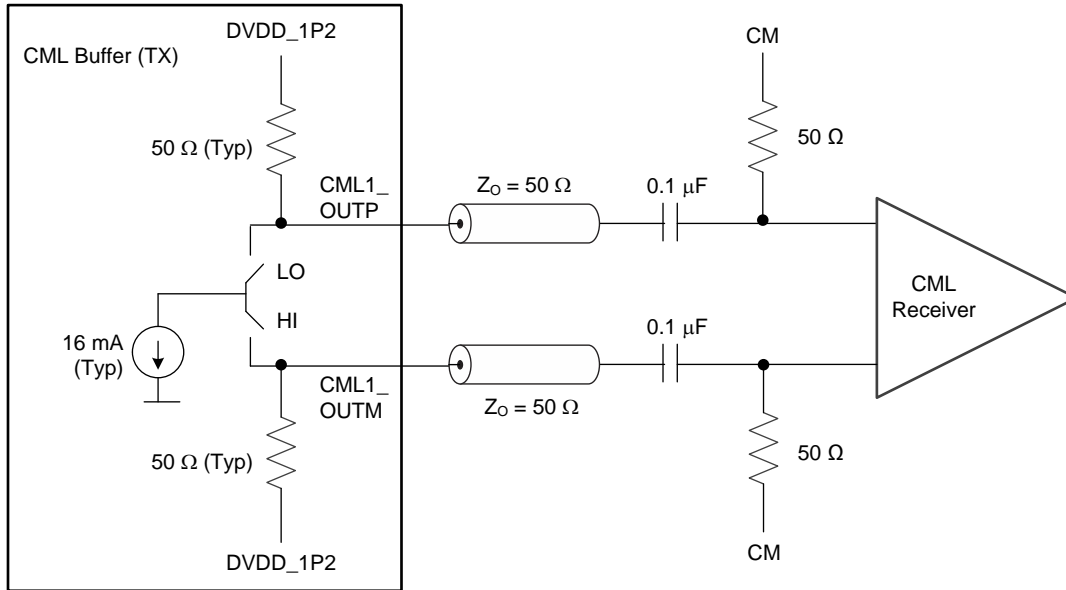 DVDD_1P2
CML Buffer (TX)
50 Ω (Typ)
CML1_
OUTP
LO
HI
16 mA
(Typ)
CML1_
OUTM
50 Ω (Typ)
DVDD_1P2
Z_O = 50 Ω
0.1 μF
CM
50 Ω
CML
Receiver
0.1 μF
Z_O = 50 Ω
50 Ω
CM